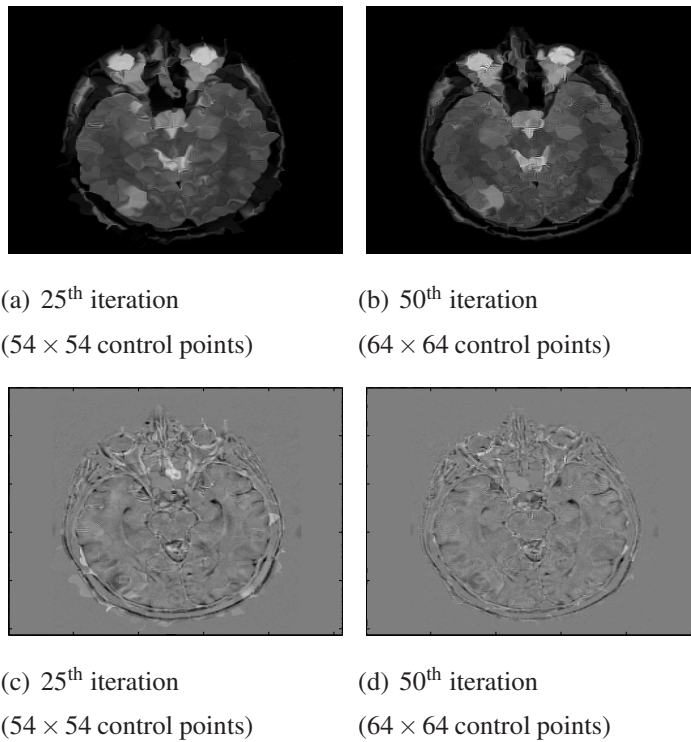 (a) 25th iteration
(54 × 54 control points)
(b) 50th iteration
(64 × 64 control points)
(c) 25th iteration
(54 × 54 control points)
(d) 50th iteration
(64 × 64 control points)